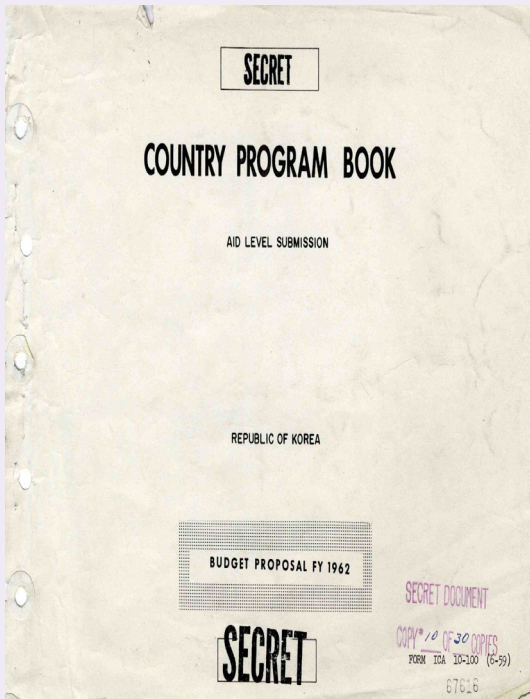 SECRET
COUNTRY PROGRAM BOOK
AID LEVEL SUBMISSION
REPUBLIC OF KOREA
BUDGET PROPOSAL FY 1962
SECRET DOCUMENT
COPY # 10 OF 30 COPIES
SECRET
FORM ICA 10-100 (6-59)
67616